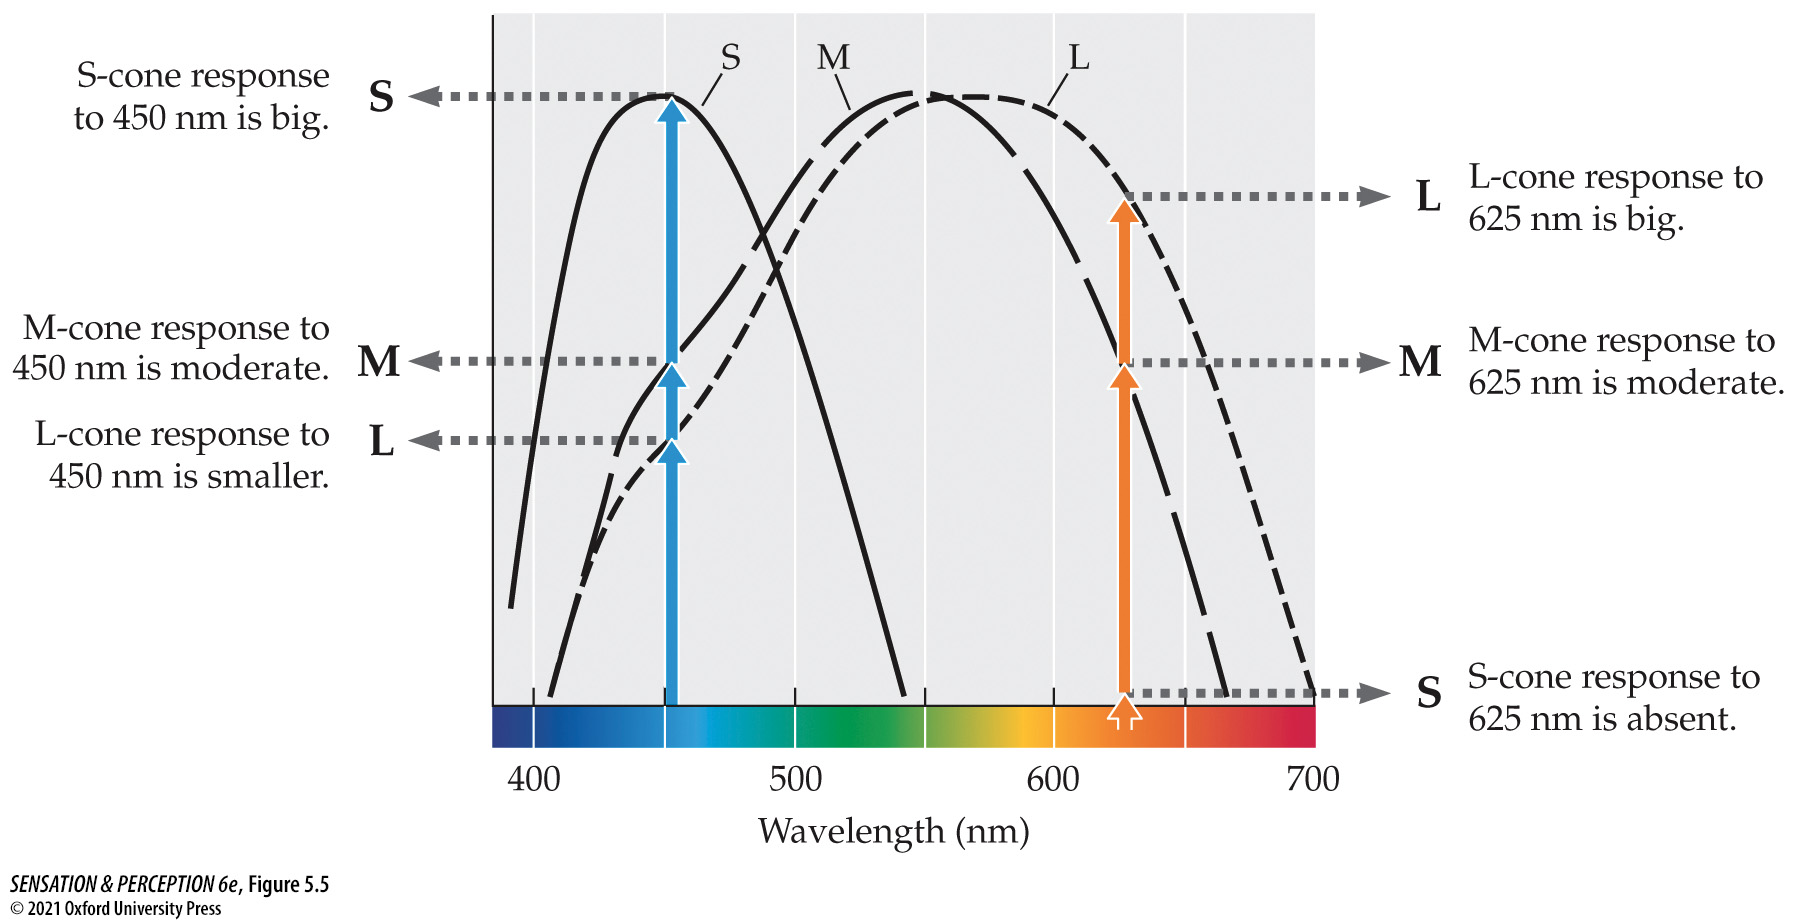 S M L
S-cone response
to 450 nm is big.
S
M-cone response to
450 nm is moderate.
M
L-cone response to
450 nm is smaller.
L
L
L-cone response to
625 nm is big.
M
M-cone response to
625 nm is moderate.
S
S-cone response to
625 nm is absent.
400 500 600 700
Wavelength (nm)
SENSATION & PERCEPTION 6e, Figure 5.5
© 2021 Oxford University Press